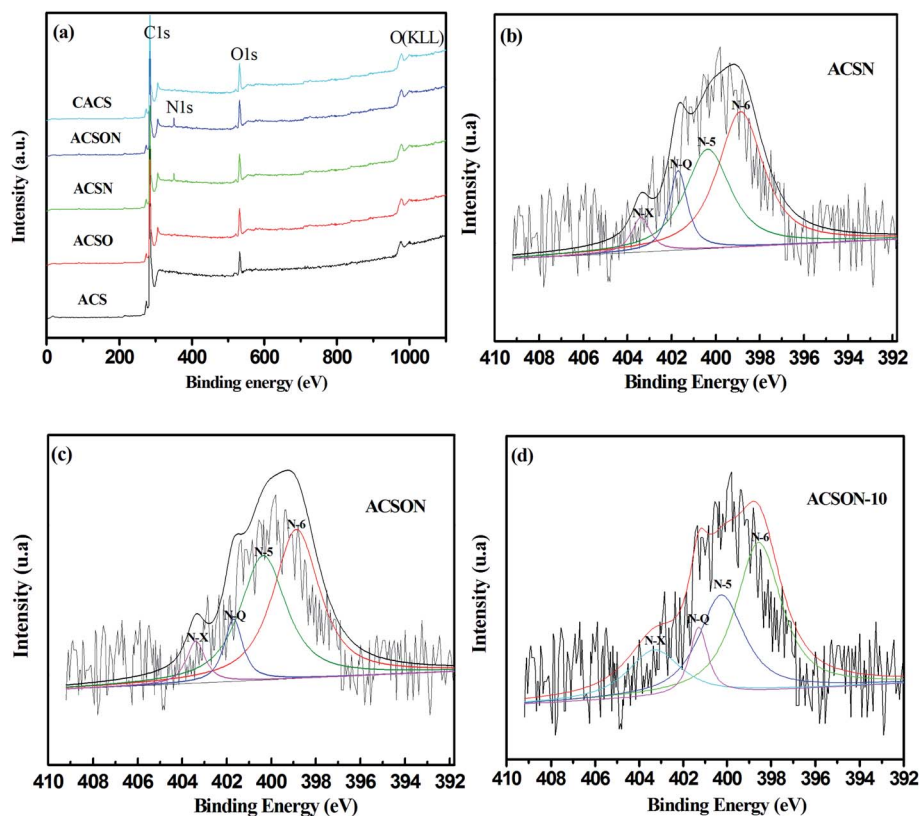 (a)
C1s
O1s
O(KLL)
N1s
CACS
ACSON
ACSN
ACSO
ACS
Intensity (a.u.)
0 200 400 600 800 1000
Binding energy (eV)
(b)
ACSN
N-6
N-5
N-Q
N-X
Intensity (u.a)
410 408 406 404 402 400 398 396 394 392
Binding Energy (eV)
(c)
ACSON
N-6
N-5
N-Q
N-X
Intensity (u.a)
410 408 406 404 402 400 398 396 394 392
Binding Energy (eV)
(d)
ACSON-10
N-6
N-5
N-Q
N-X
Intensity (u.a)
410 408 406 404 402 400 398 396 394 392
Binding Energy (eV)